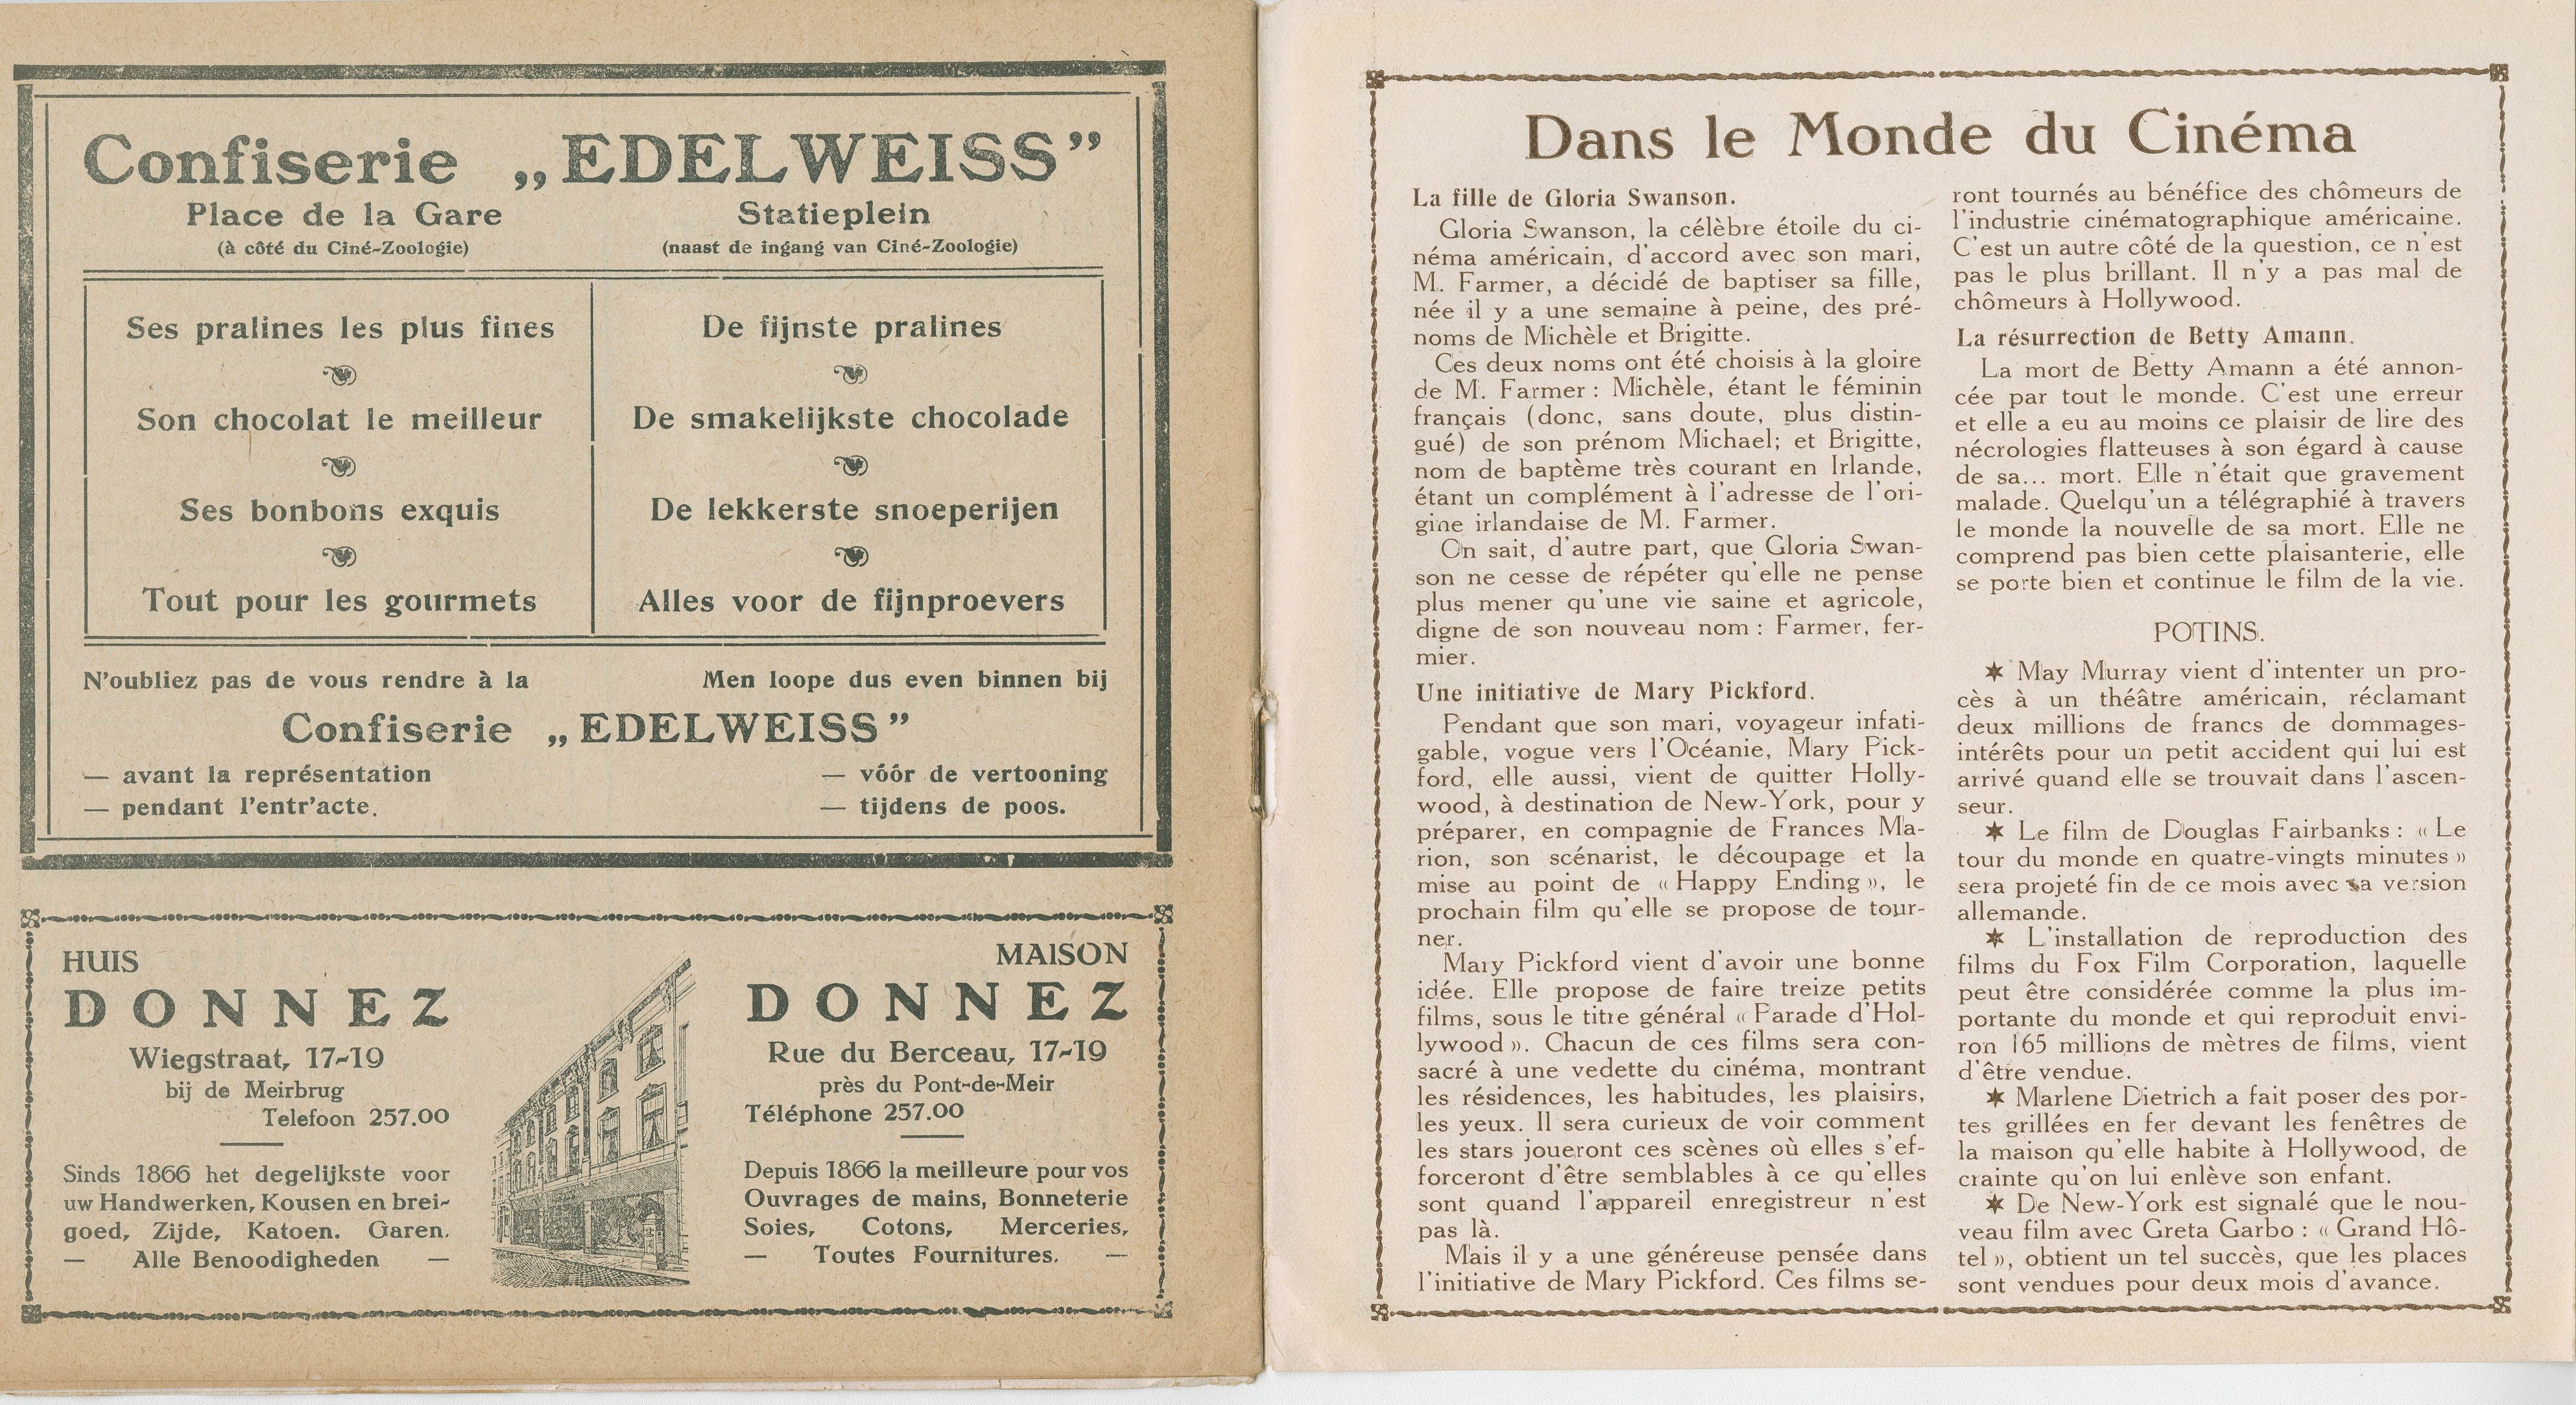 Confiserie „EDELWEISS”
Place de la Gare
(à côté du Ciné-Zoologie)
Statieplein
(naast de ingang van Ciné-Zoologie)
Ses pralines les plus fines
Son chocolat le meilleur
Ses bonbons exquis
Tout pour les gourmets
De fijnste pralines
De smakelijkste chocolade
De lekkerste snoeperijen
Alles voor de fijnproevers
N'oubliez pas de vous rendre à la
Men loope dus even binnen bij
Confiserie „EDELWEISS”
— avant la représentation
— pendant l'entr'acte.
— vóór de vertooning
— tijdens de poos.
HUIS
DONNEZ
Wiegstraat, 17-19
bij de Meirbrug
Telefoon 257.00
Sinds 1866 het degelijkste voor
uw Handwerken, Kousen en brei-
goed, Zijde, Katoen. Garen.
— Alle Benoodigheden —
MAISON
DONNEZ
Rue du Berceau, 17-19
près du Pont-de-Meir
Téléphone 257.00
Depuis 1866 la meilleure pour vos
Ouvrages de mains, Bonneterie
Soies, Cotons, Merceries,
— Toutes Fournitures. —
Dans le Monde du Cinéma
La fille de Gloria Swanson.
Gloria Swanson, la célèbre étoile du ci-
néma américain, d'accord avec son mari,
M. Farmer, a décidé de baptiser sa fille,
née il y a une semaine à peine, des pré-
noms de Michèle et Brigitte.
Ces deux noms ont été choisis à la gloire
de M. Farmer : Michèle, étant le féminin
français (donc, sans doute, plus distin-
gué) de son prénom Michael; et Brigitte,
nom de baptème très courant en Irlande,
étant un complément à l'adresse de l'ori-
gine irlandaise de M. Farmer.
On sait, d'autre part, que Gloria Swan-
son ne cesse de répéter qu'elle ne pense
plus mener qu'une vie saine et agricole,
digne de son nouveau nom : Farmer, fer-
mier.
Une initiative de Mary Pickford.
Pendant que son mari, voyageur infati-
gable, vogue vers l'Océanie, Mary Pick-
ford, elle aussi, vient de quitter Holly-
wood, à destination de New-York, pour y
préparer, en compagnie de Frances Ma-
rion, son scénarist, le découpage et la
mise au point de « Happy Ending », le
prochain film qu'elle se propose de tour-
ner.
Mary Pickford vient d'avoir une bonne
idée. Elle propose de faire treize petits
films, sous le titre général « Parade d'Hol-
lywood ». Chacun de ces films sera con-
sacré à une vedette du cinéma, montrant
les résidences, les habitudes, les plaisirs,
les yeux. Il sera curieux de voir comment
les stars joueront ces scènes où elles s'ef-
forceront d'être semblables à ce qu'elles
sont quand l'appareil enregistreur n'est
pas là.
Mais il y a une généreuse pensée dans
l'initiative de Mary Pickford. Ces films se-
ront tournés au bénéfice des chômeurs de
l'industrie cinématographique américaine.
C'est un autre côté de la question, ce n'est
pas le plus brillant. Il n'y a pas mal de
chômeurs à Hollywood.
La résurrection de Betty Amann.
La mort de Betty Amann a été annon-
cée par tout le monde. C'est une erreur
et elle a eu au moins ce plaisir de lire des
nécrologies flatteuses à son égard à cause
de sa... mort. Elle n'était que gravement
malade. Quelqu'un a télégraphié à travers
le monde la nouvelle de sa mort. Elle ne
comprend pas bien cette plaisanterie, elle
se porte bien et continue le film de la vie.
POTINS.
★ May Murray vient d'intenter un pro-
cès à un théâtre américain, réclamant
deux millions de francs de dommages-
intérêts pour un petit accident qui lui est
arrivé quand elle se trouvait dans l'ascen-
seur.
★ Le film de Douglas Fairbanks : « Le
tour du monde en quatre-vingts minutes »
sera projeté fin de ce mois avec sa version
allemande.
★ L'installation de reproduction des
films du Fox Film Corporation, laquelle
peut être considérée comme la plus im-
portante du monde et qui reproduit envi-
ron 165 millions de mètres de films, vient
d'être vendue.
★ Marlene Dietrich a fait poser des por-
tes grillées en fer devant les fenêtres de
la maison qu'elle habite à Hollywood, de
crainte qu'on lui enlève son enfant.
★ De New-York est signalé que le nou-
veau film avec Greta Garbo : « Grand Hô-
tel », obtient un tel succès, que les places
sont vendues pour deux mois d'avance.